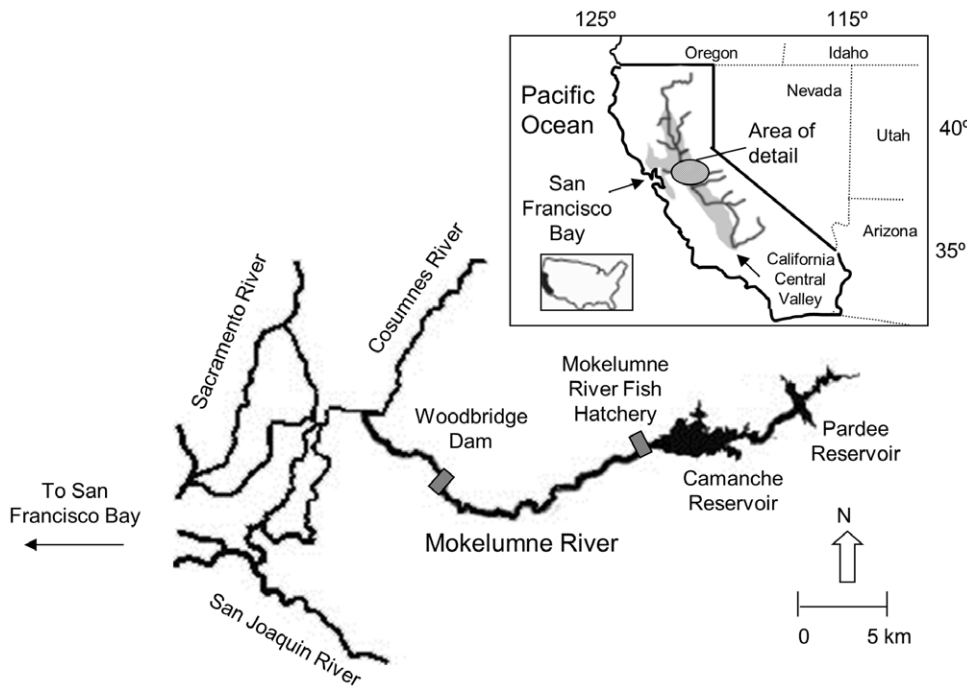 125º
115º
Oregon
Idaho
Pacific
Ocean
Nevada
40º
Area of
detail
Utah
San
Francisco
Bay
Arizona
35º
California
Central
Valley
Sacramento River
Cosumnes River
Mokelumne
River Fish
Hatchery
Woodbridge
Dam
Pardee
Reservoir
Camanche
Reservoir
To San
Francisco Bay
Mokelumne River
N
San Joaquin River
0 5 km